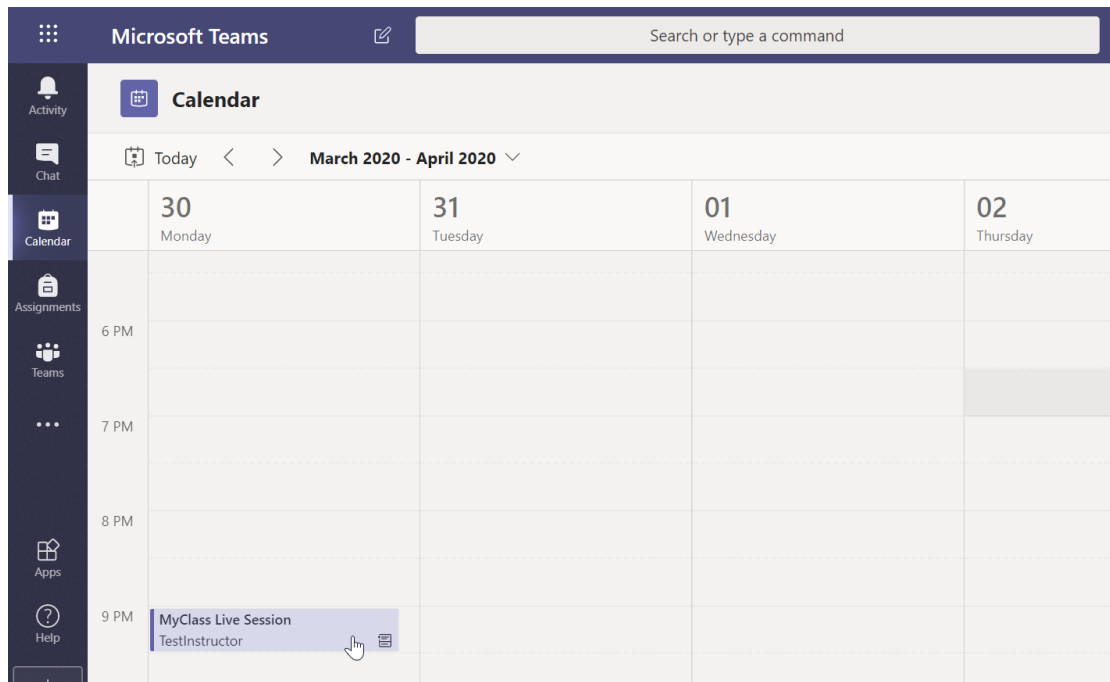 Microsoft Teams
Search or type a command
Activity
Chat
Calendar
Assignments
Teams
Apps
Help
Calendar
Today
March 2020 - April 2020
30
Monday
31
Tuesday
01
Wednesday
02
Thursday
6 PM
7 PM
8 PM
9 PM
MyClass Live Session
TestInstructor